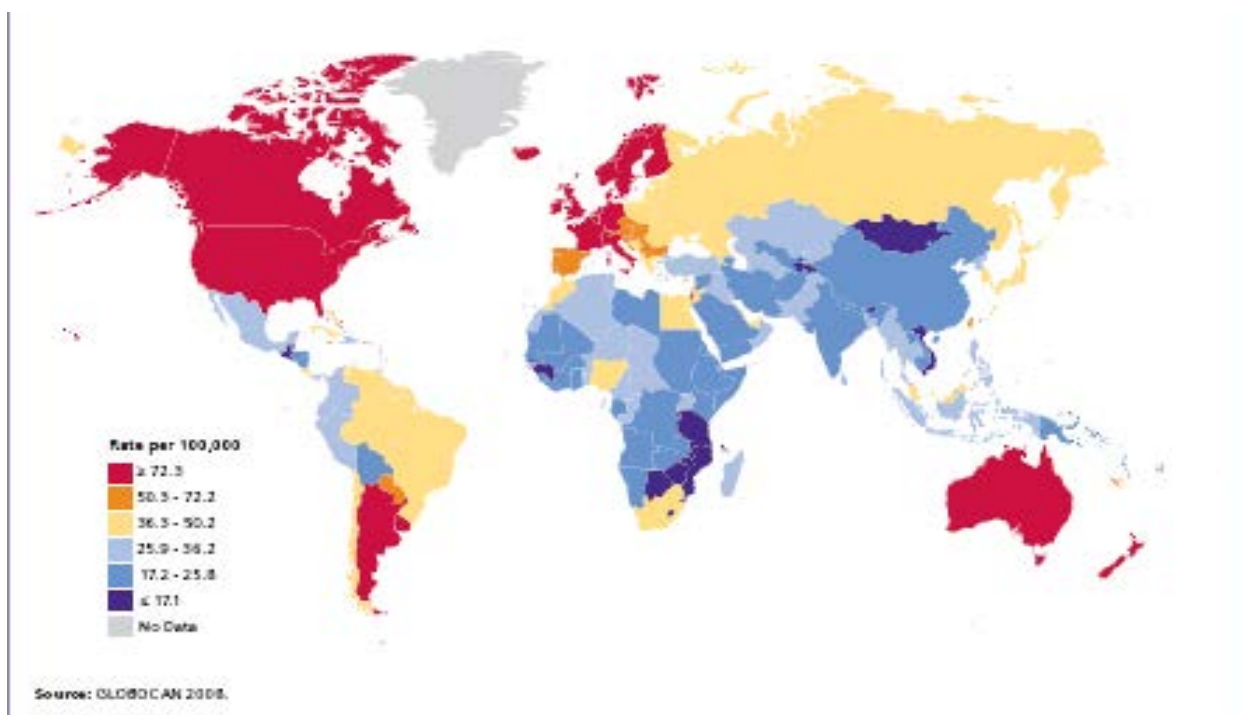 Rate per 100,000
≥ 72.3
50.3 - 72.2
36.3 - 50.2
25.9 - 36.2
17.2 - 25.8
≤ 17.1
No Data
Source: GLOBOCAN 2008.